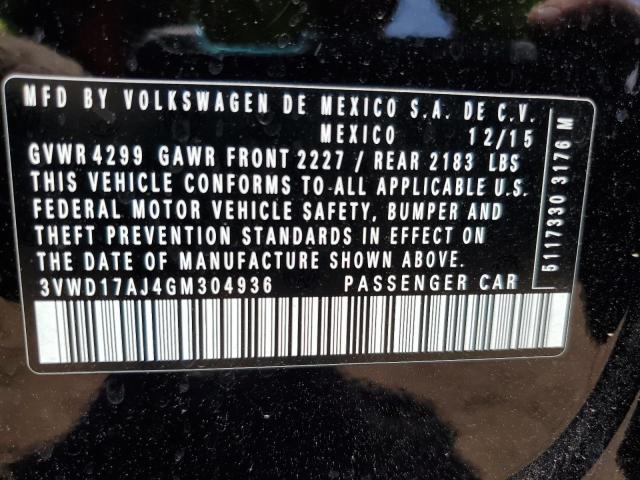 MFD BY VOLKSWAGEN DE MEXICO S.A. DE C.V.
MEXICO 12/15
GVWR 4299 GAWR FRONT 2227 / REAR 2183 LBS
THIS VEHICLE CONFORMS TO ALL APPLICABLE U.S.
FEDERAL MOTOR VEHICLE SAFETY, BUMPER AND
THEFT PREVENTION STANDARDS IN EFFECT ON
THE DATE OF MANUFACTURE SHOWN ABOVE.
3VWD17AJ4GM304936 PASSENGER CAR
5117330 3176 M